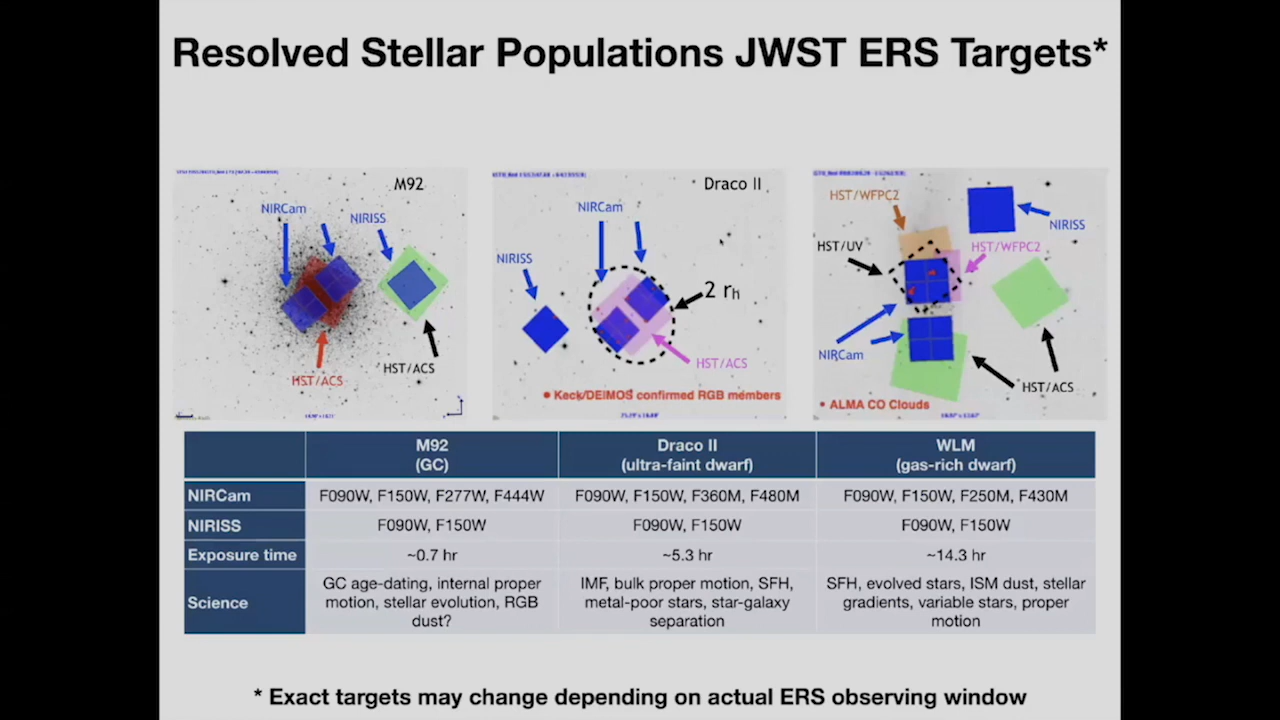 Resolved Stellar Populations JWST ERS Targets*
M92
NIRCam
NIRISS
HST/ACS
HST/ACS
Draco II
NIRCam
NIRISS
2 rh
HST/ACS
Keck/DEIMOS confirmed RGB members
HST/WFPC2
NIRISS
HST/UV
HST/WFPC2
NIRCam
HST/ACS
ALMA CO Clouds
M92 Draco II WLM
(GC) (ultra-faint dwarf) (gas-rich dwarf)
NIRCam F090W, F150W, F277W, F444W F090W, F150W, F360M, F480M F090W, F150W, F250M, F430M
NIRISS F090W, F150W F090W, F150W F090W, F150W
Exposure time ~0.7 hr ~5.3 hr ~14.3 hr
Science
GC age-dating, internal proper
motion, stellar evolution, RGB
dust?
IMF, bulk proper motion, SFH,
metal-poor stars, star-galaxy
separation
SFH, evolved stars, ISM dust, stellar
gradients, variable stars, proper
motion
* Exact targets may change depending on actual ERS observing window